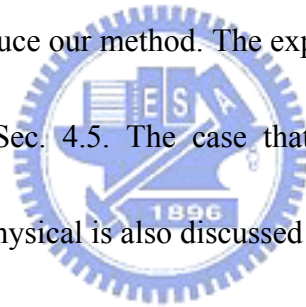 uce our method. The exp
Sec. 4.5. The case that
E S A
1896
hysical is also discussed